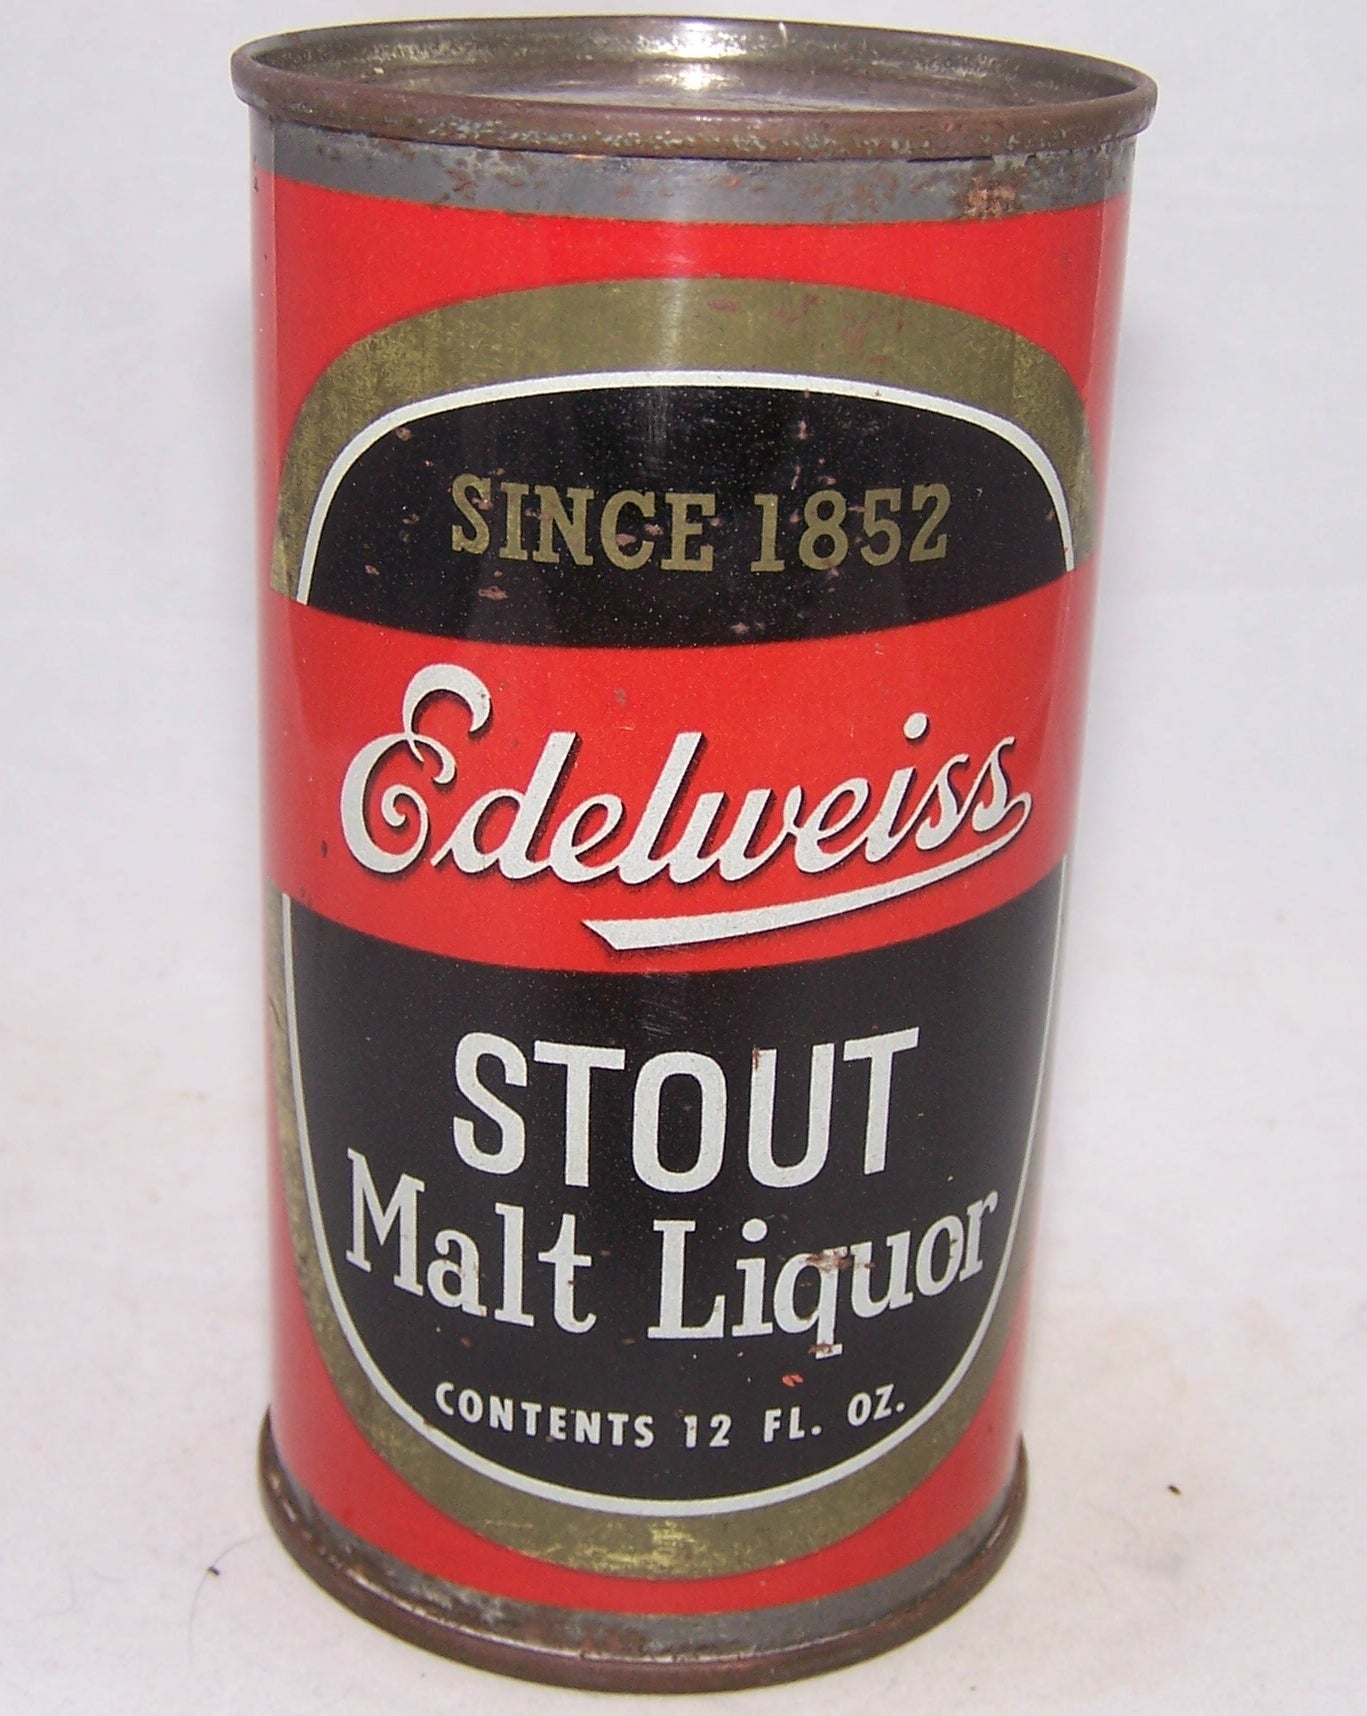 SINCE 1852
Edelweiss
STOUT
Malt Liquor
CONTENTS 12 FL. OZ.